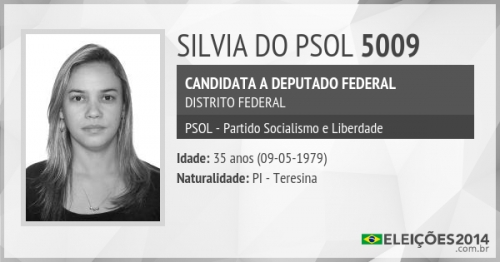 SILVIA DO PSOL 5009
CANDIDATA A DEPUTADO FEDERAL
DISTRITO FEDERAL
PSOL - Partido Socialismo e Liberdade
Idade: 35 anos (09-05-1979)
Naturalidade: PI - Teresina
ELEIÇÕES2014
.com.br